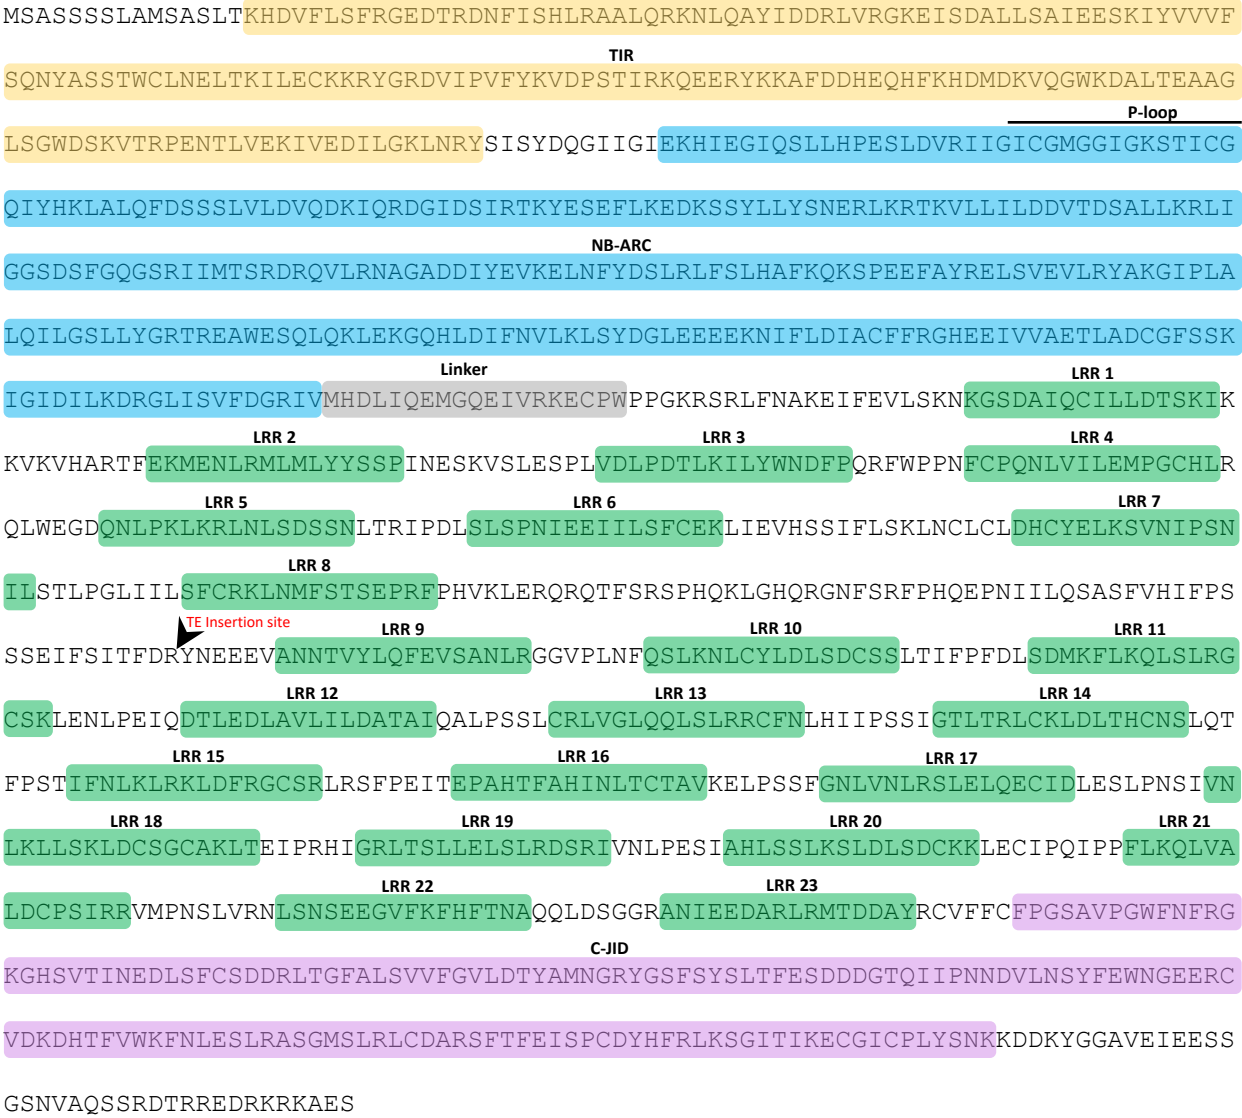 MSASSSSLAMSASLTKHDVFLSFRGEDTRDNFISHLRAALQRKNLQAYIDDRLVRGKEISDALLSAIEESKIYVVVF
TIR
SQNYASSTWCLNELTKILECKKRYGRDVIPVFYKVDPSTIRKQEERYKKAFDDHEQHFKHDMDKVQGWKDALTEAAG
P-loop
LSGWDSKVTRPENTLVEKIVEDILGKLNRYSISYDQGIIGIEKHIEGIQSLLHPESLDVRIIGICGMGGIGKSTICG
QIYHKLALQFDSSSLVLDVQDKIQRDGIDSIRTKYESEFLKEDKSSYLLYSNERLKRTKVLLILDDVTDSALLKRLI
NB-ARC
GGSDSFGQGSRIIMTSRDRQVLRNAGADDIYEVKELNFYDSLRLFSLHAFKQKSPEEFAYRELSVEVLRYAKGIPLA
LQILGSLLYGRTREAWESQLQKLEKGQHLDIFNVLKLSYDGLEEEEKNIFLDIACFFRGHEEIVVAETLADCGFSSK
Linker LRR 1
IGIDILKDRGLISVFDGRIVMHDLIQEMGQEIVRKECPWPPGKRSRLFNAKEIFEVLSKNKGSDAIQCILLDTSKIK
LRR 2 LRR 3 LRR 4
KVKVHARTFEKMENLRMLMLYYSSPINESKVSLESPLVDLPDTLKILYWNDFPQRFWPPNFCPQNLVILEMPGCHLR
LRR 5 LRR 6 LRR 7
QLWEGDQNLPKLKRLNLSDSSNLTRIPDLSLSPNIEEIILSFCEKLIEVHSSIFLSKLNCLCLDHCYELKSVNIPSN
LRR 8
ILSTLPGLIILSFCRKLNMFSTSEPRFPHVKLERQRQTFSRSPHQKLGHQRGNFSRFPHQEPNIILQSASFVHIFPS
TE Insertion site LRR 9 LRR 10 LRR 11
SSEIFSITFDRYNEEEVANNTVYLQFEVSANLRGGVPLNFQSLKNLCYLDLSDCSSLTIFPFDLSDMKFLKQLSLRG
LRR 12 LRR 13 LRR 14
CSKLENLPEIQDTLEDLAVLILDATAIQALPSSLCRLVGLQQLSLRRCFNLHIIPSSIGTLTRLCKLDLTHCNSLQT
LRR 15 LRR 16 LRR 17
FPSTIFNLKLRKLDFRGCSRLRSFPEITEPAHTFAHINLTCTAVKELPSSFGNLVNLRSLELQECIDLESLPNSIVN
LRR 18 LRR 19 LRR 20 LRR 21
LKLLSKLDCSGCAKLTEIPRHIGRLTSLLELSLRDSRIVNLPESIAHLSSLKSLDLSDCKKLECIPQIPPFLKQLVA
LRR 22 LRR 23
LDCPSIRRVMPNSLVRNLSNSEEGVFKFHFTNAQQLDSGGRANIEEDARLRMTDDAYRCVFFCFPGSAVPGWFNFRG
C-JID
KGHSVTINEDLSFCSDDRLTGFALSVVFGVLDTYAMNGRYGSFSYSLTFESDDDGTQIIPNNDVLNSYFEWNGEERC
VDKDHTFVWKFNLESLRASGMSLRLCDARSFTFEISPCDYHFRLKSGITIKECGICPLYSNKKDDKYGGAVEIEESS
GSNVAQSSRDTRREDRKRKAES